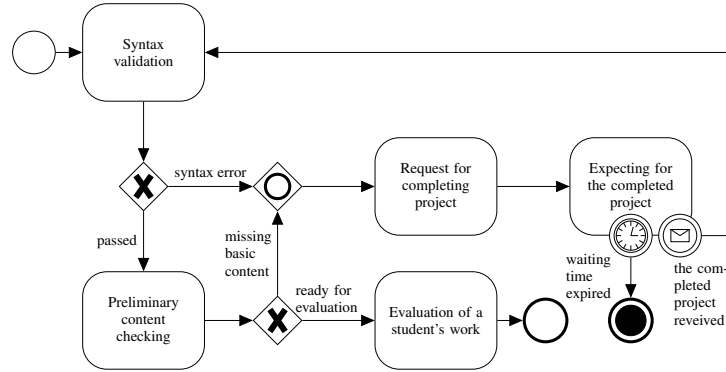 Syntax
validation
syntax error
Request for
completing
project
Expecting for
the completed
project
passed
missing
basic
content
waiting
time
expired
the com-
pleted
project
reveived
Preliminary
content
checking
ready for
evaluation
Evaluation of a
student's work